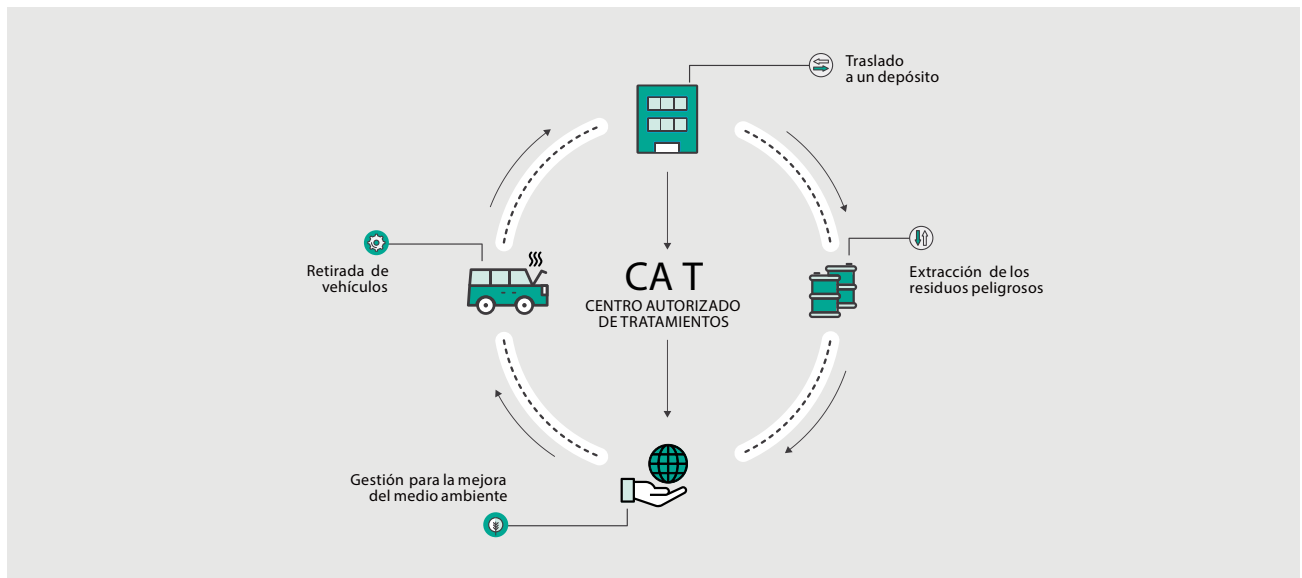 Traslado
a un depósito
Retirada de
vehículos
CA T
CENTRO AUTORIZADO
DE TRATAMIENTOS
Extracción de los
residuos peligrosos
Gestión para la mejora
del medio ambiente